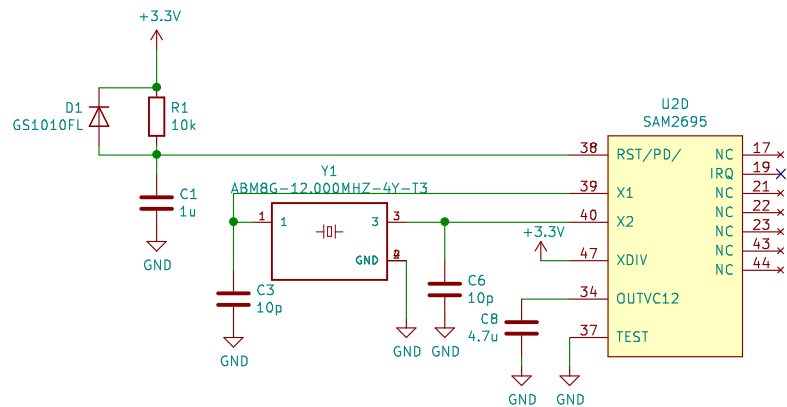 +3.3V
D1
GS1010FL
R1
10k
C1
1u
GND
Y1
ABM8G-12.000MHZ-4Y-T3
1
1
3
3
GND
C3
10p
GND
GND
C6
10p
GND
+3.3V
C8
4.7u
GND
GND
U2D
SAM2695
38 RST/PD/ NC 17
IRQ 19
39 X1 NC 21
40 X2 NC 22
NC 23
47 XDIV NC 43
NC 44
34 OUTVC12
37 TEST